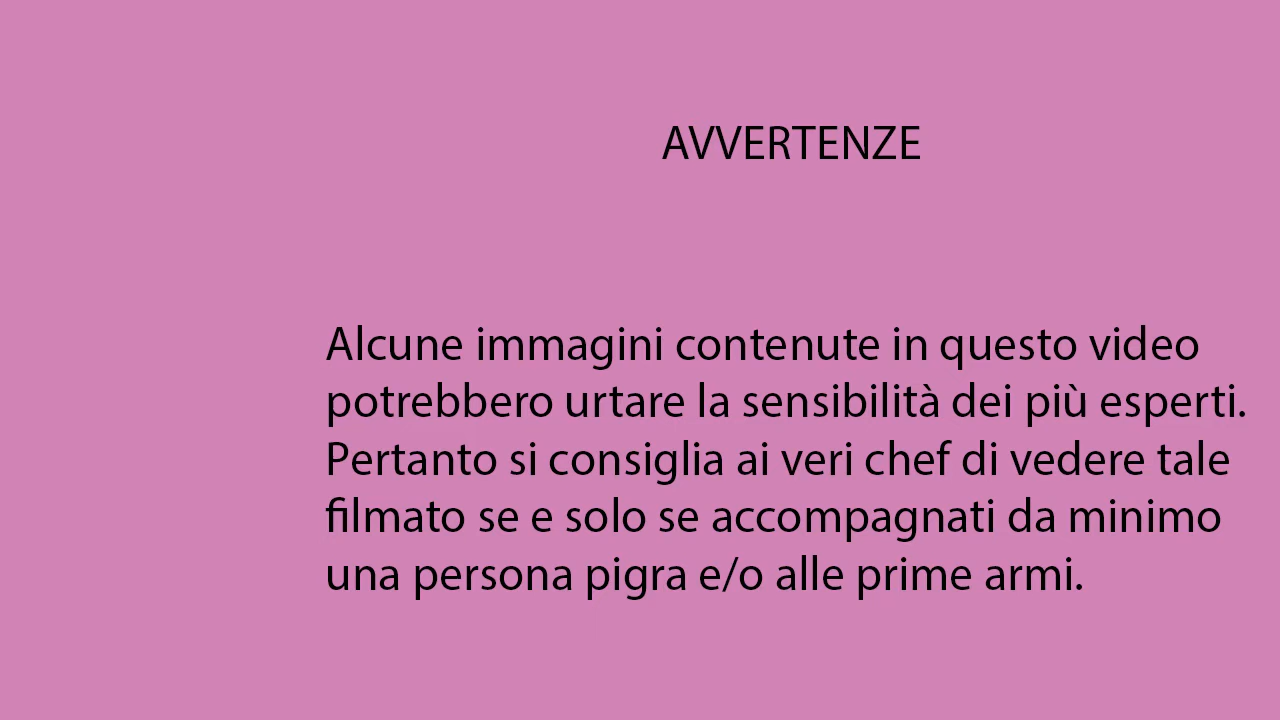 AVVERTENZE
Alcune immagini contenute in questo video
potrebbero urtare la sensibilità dei più esperti.
Pertanto si consiglia ai veri chef di vedere tale
filmato se e solo se accompagnati da minimo
una persona pigra e/o alle prime armi.